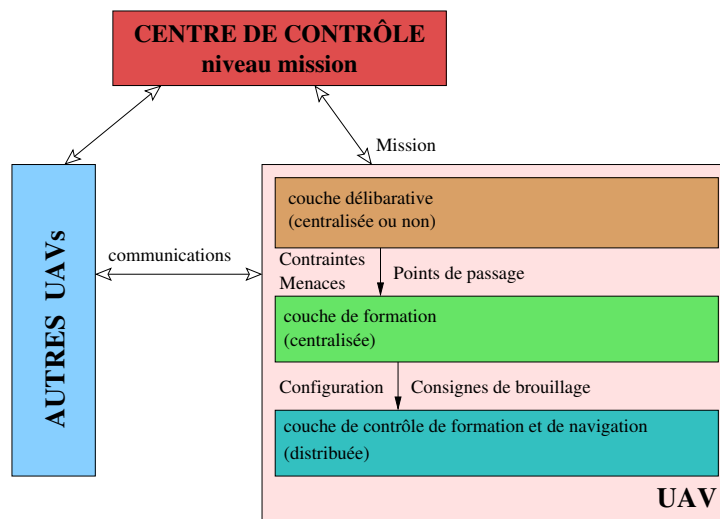 CENTRE DE CONTRÔLE
niveau mission
Mission
AUTRES UAVs
communications
couche délibarative
(centralisée ou non)
Contraintes
Menaces
Points de passage
couche de formation
(centralisée)
Configuration
Consignes de brouillage
couche de contrôle de formation et de navigation
(distribuée)
UAV